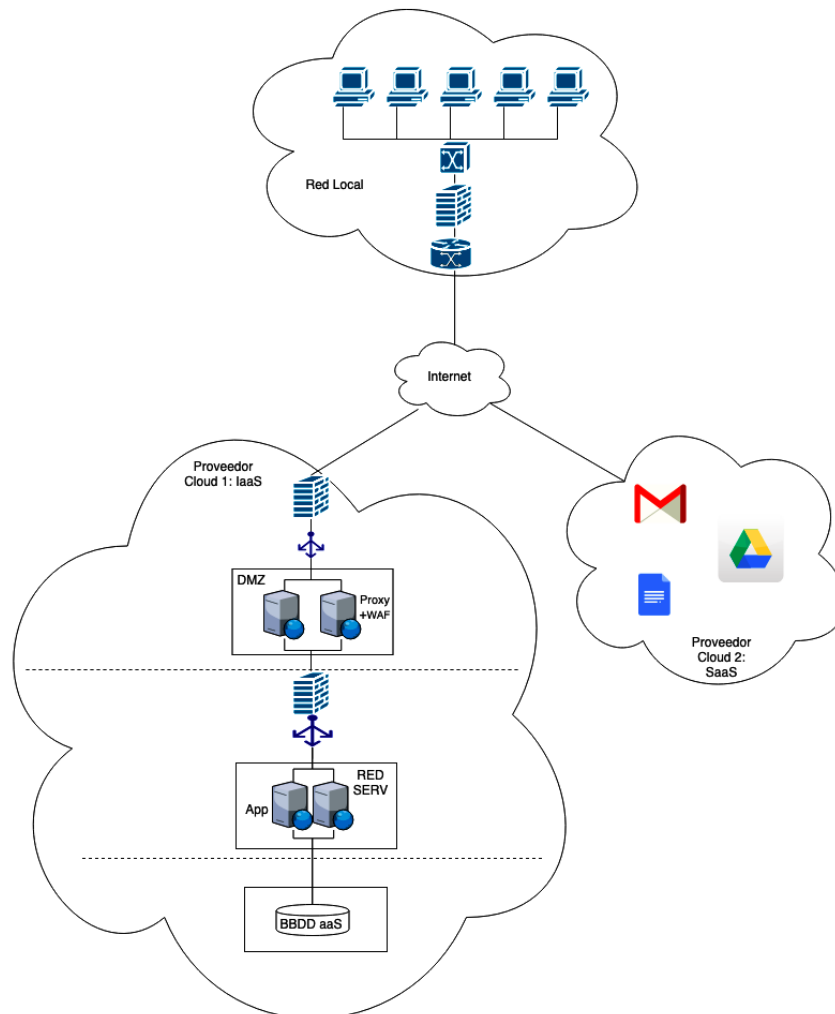 Red Local
Internet
Proveedor
Cloud 1: IaaS
DMZ
Proxy
+WAF
RED
SERV
App
BBDD aaS
Proveedor
Cloud 2:
SaaS